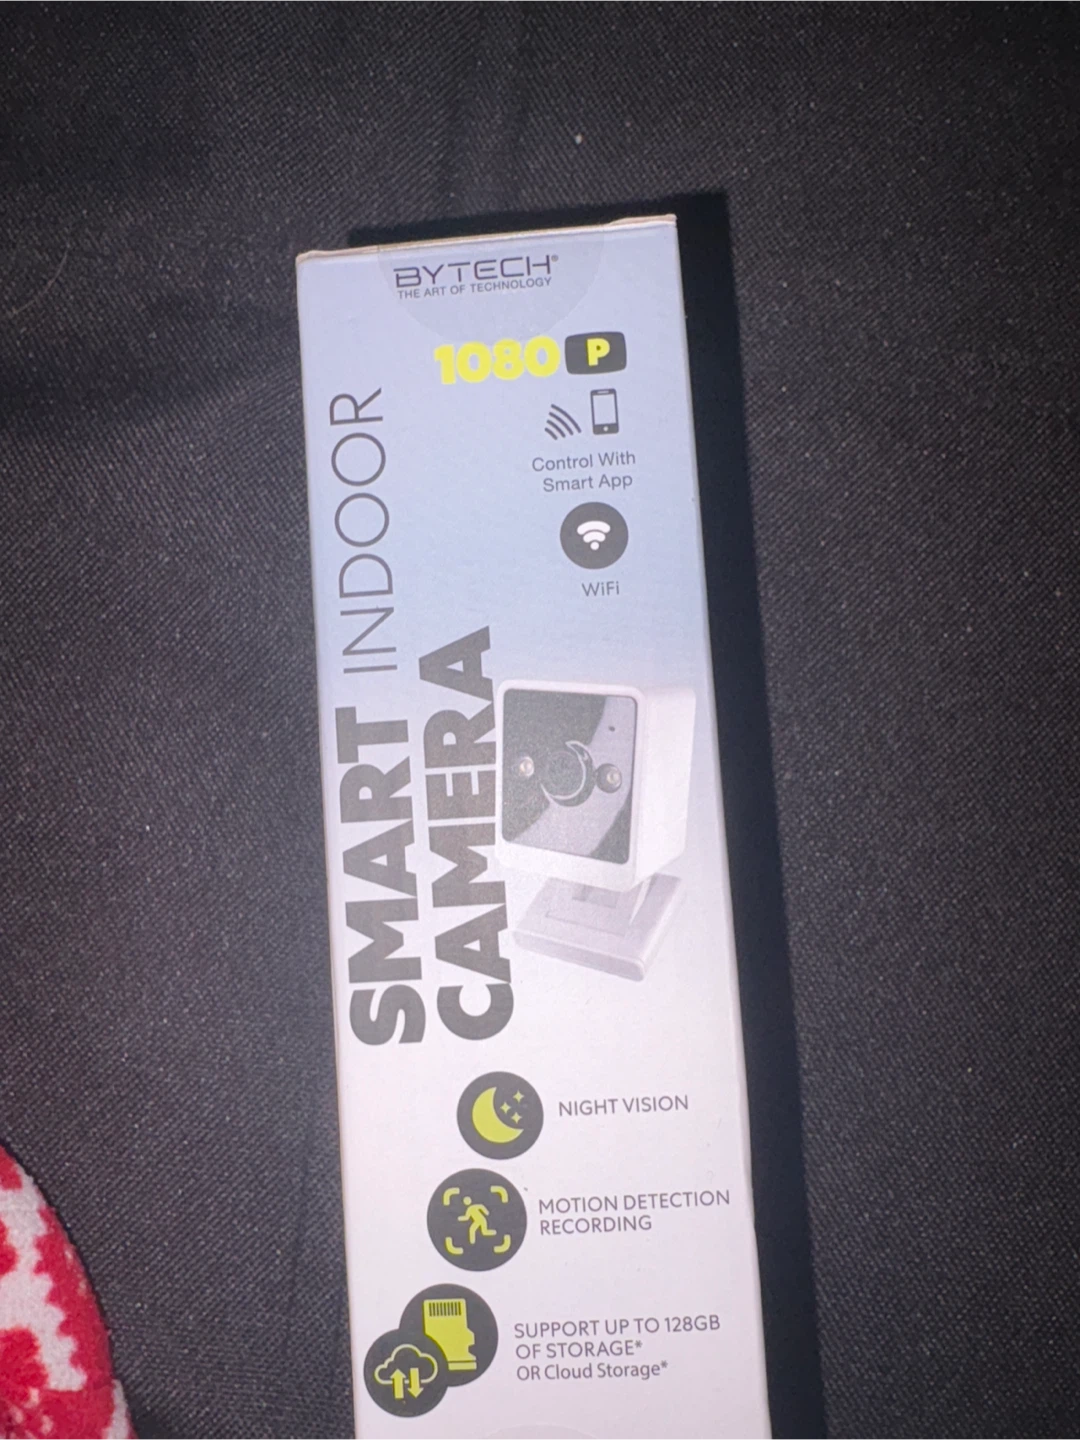 BYTECH®
THE ART OF TECHNOLOGY
1080P
Control With
Smart App
WiFi
SMART INDOOR
CAMERA
NIGHT VISION
MOTION DETECTION
RECORDING
SUPPORT UP TO 128GB
OF STORAGE*
OR Cloud Storage*